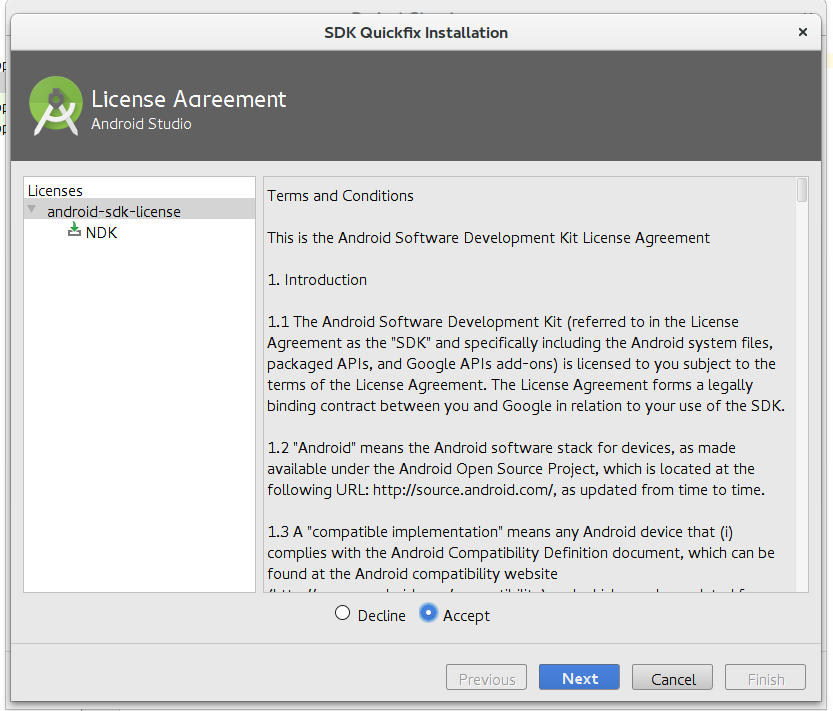 SDK Quickfix Installation
License Agreement
Android Studio
Licenses
android-sdk-license
NDK
Terms and Conditions
This is the Android Software Development Kit License Agreement
1. Introduction
1.1 The Android Software Development Kit (referred to in the License
Agreement as the "SDK" and specifically including the Android system files,
packaged APIs, and Google APIs add-ons) is licensed to you subject to the
terms of the License Agreement. The License Agreement forms a legally
binding contract between you and Google in relation to your use of the SDK.
1.2 "Android" means the Android software stack for devices, as made
available under the Android Open Source Project, which is located at the
following URL: http://source.android.com/, as updated from time to time.
1.3 A "compatible implementation" means any Android device that (i)
complies with the Android Compatibility Definition document, which can be
found at the Android compatibility website
Decline
Accept
Previous
Next
Cancel
Finish